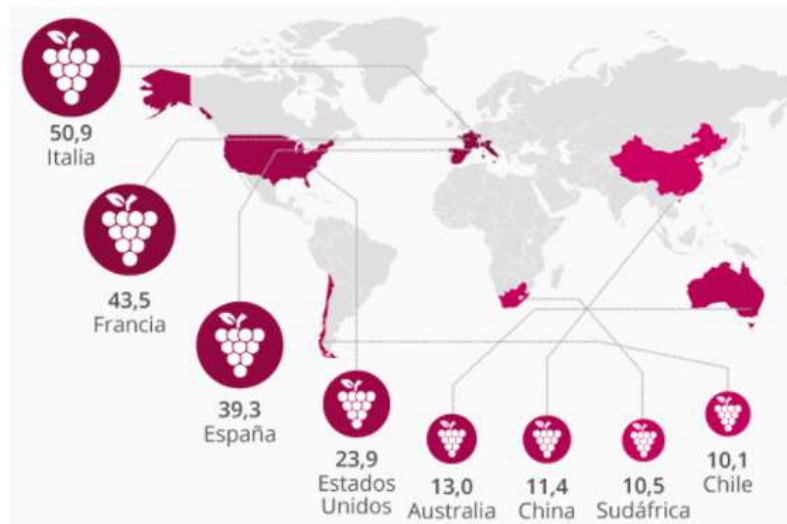 50,9
Italia
43,5
Francia
39,3
España
23,9
Estados
Unidos
13,0
Australia
11,4
China
10,5
Sudáfrica
10,1
Chile